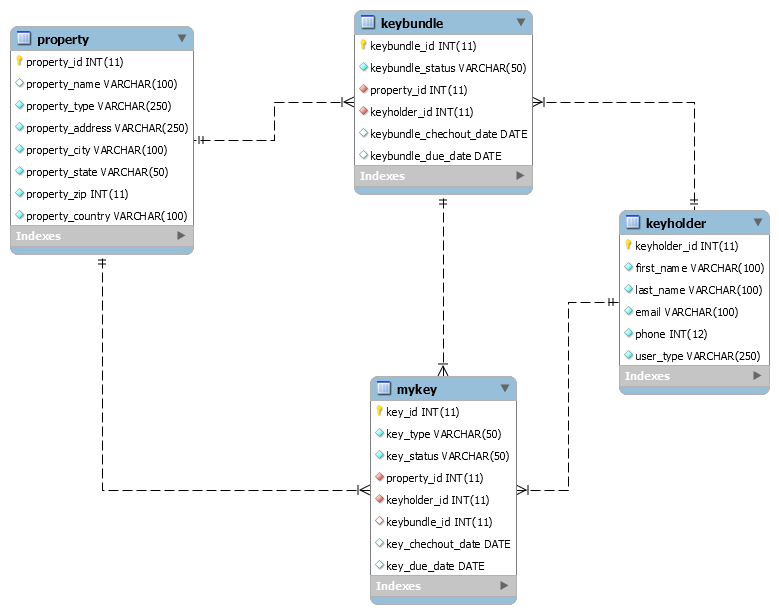 property
property_id INT(11)
property_name VARCHAR(100)
property_type VARCHAR(250)
property_address VARCHAR(250)
property_city VARCHAR(100)
property_state VARCHAR(50)
property_zip INT(11)
property_country VARCHAR(100)
Indexes
keybundle
keybundle_id INT(11)
keybundle_status VARCHAR(50)
property_id INT(11)
keyholder_id INT(11)
keybundle_chechout_date DATE
keybundle_due_date DATE
Indexes
keyholder
keyholder_id INT(11)
first_name VARCHAR(100)
last_name VARCHAR(100)
email VARCHAR(100)
phone INT(12)
user_type VARCHAR(250)
Indexes
mykey
key_id INT(11)
key_type VARCHAR(50)
key_status VARCHAR(50)
property_id INT(11)
keyholder_id INT(11)
keybundle_id INT(11)
key_chechout_date DATE
key_due_date DATE
Indexes